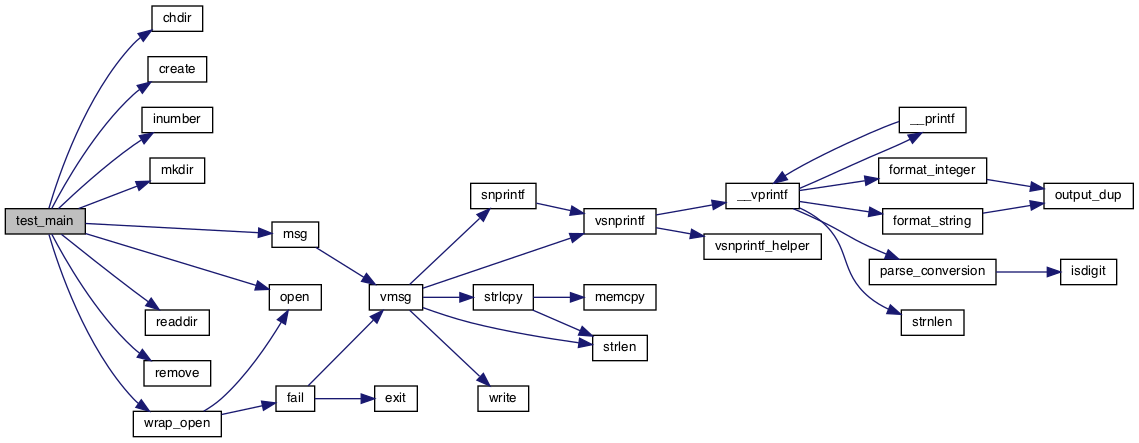 chdir
create
inumber
mkdir
test_main
msg
open
readdir
remove
wrap_open
fail
exit
vmsg
snprintf
strlcpy
write
vsnprintf
memcpy
strlen
__vprintf
vsnprintf_helper
__printf
format_integer
format_string
parse_conversion
strnlen
output_dup
isdigit